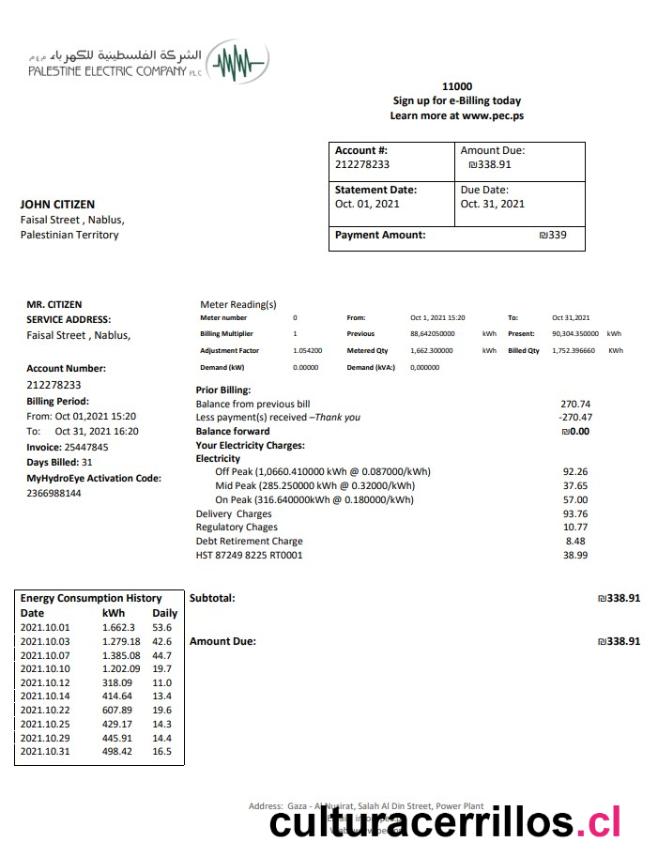 الشركة الفلسطينية للكهرباء م.ع.م
PALESTINE ELECTRIC COMPANY PLC
11000
Sign up for e-Billing today
Learn more at www.pec.ps
Account #:
212278233
Amount Due:
₪338.91
Statement Date:
Oct. 01, 2021
Due Date:
Oct. 31, 2021
Payment Amount: ₪339
JOHN CITIZEN
Faisal Street , Nablus,
Palestinian Territory
MR. CITIZEN
SERVICE ADDRESS:
Faisal Street , Nablus,
Account Number:
212278233
Billing Period:
From: Oct 01,2021 15:20
To: Oct 31, 2021 16:20
Invoice: 25447845
Days Billed: 31
MyHydroEye Activation Code:
2366988144
Meter Reading(s)
Meter number 0 From: Oct 1, 2021 15:20 To: Oct 31,2021
Billing Multiplier 1 Previous 88,642050000 kWh Present: 90,304.350000 kWh
Adjustment Factor 1.054200 Metered Qty 1,662.300000 kWh Billed Qty 1,752.396660 KWh
Demand (kW) 0.00000 Demand (kVA:) 0,000000
Prior Billing:
Balance from previous bill 270.74
Less payment(s) received –Thank you -270.47
Balance forward ₪0.00
Your Electricity Charges:
Electricity
Off Peak (1,0660.410000 kWh @ 0.087000/kWh) 92.26
Mid Peak (285.250000 kWh @ 0.32000/kWh) 37.65
On Peak (316.640000kWh @ 0.180000/kWh) 57.00
Delivery Charges 93.76
Regulatory Chages 10.77
Debt Retirement Charge 8.48
HST 87249 8225 RT0001 38.99
Energy Consumption History
Date kWh Daily
2021.10.01 1.662.3 53.6
2021.10.03 1.279.18 42.6
2021.10.07 1.385.08 44.7
2021.10.10 1.202.09 19.7
2021.10.12 318.09 11.0
2021.10.14 414.64 13.4
2021.10.22 607.89 19.6
2021.10.25 429.17 14.3
2021.10.29 445.91 14.4
2021.10.31 498.42 16.5
Subtotal: ₪338.91
Amount Due: ₪338.91
Address: Gaza - Al Nusirat, Salah Al Din Street, Power Plant
culturacerrillos.cl